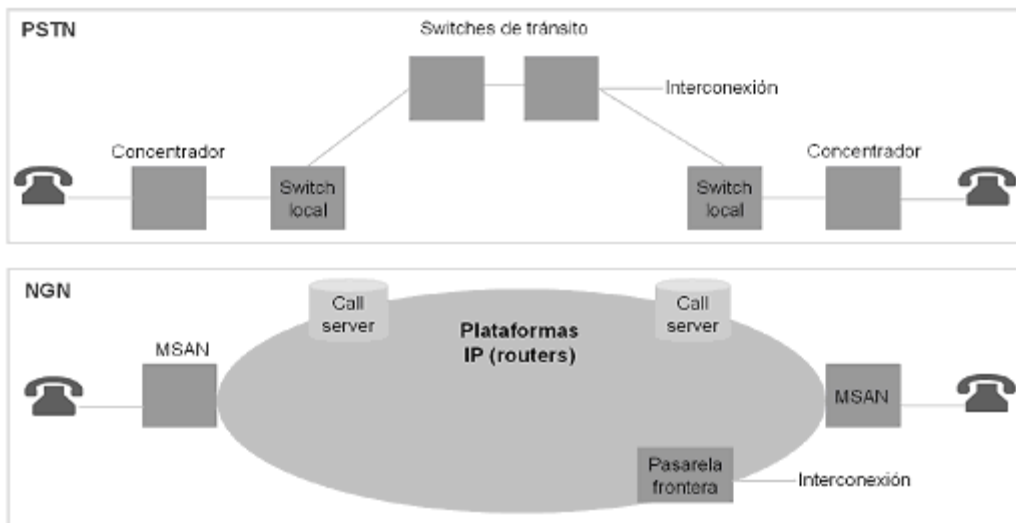 PSTN
Switches de tránsito
Interconexión
Concentrador
Concentrador
Switch
local
Switch
local
NGN
Call
server
Call
server
Plataformas
IP (routers)
MSAN
MSAN
Pasarela
frontera
Interconexión